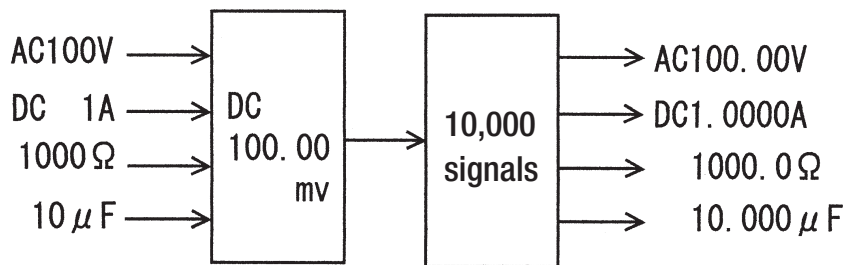 AC100V
DC 1A
1000Ω
10μF
DC
100.00
mv
10,000
signals
AC100.00V
DC1.0000A
1000.0Ω
10.000μF